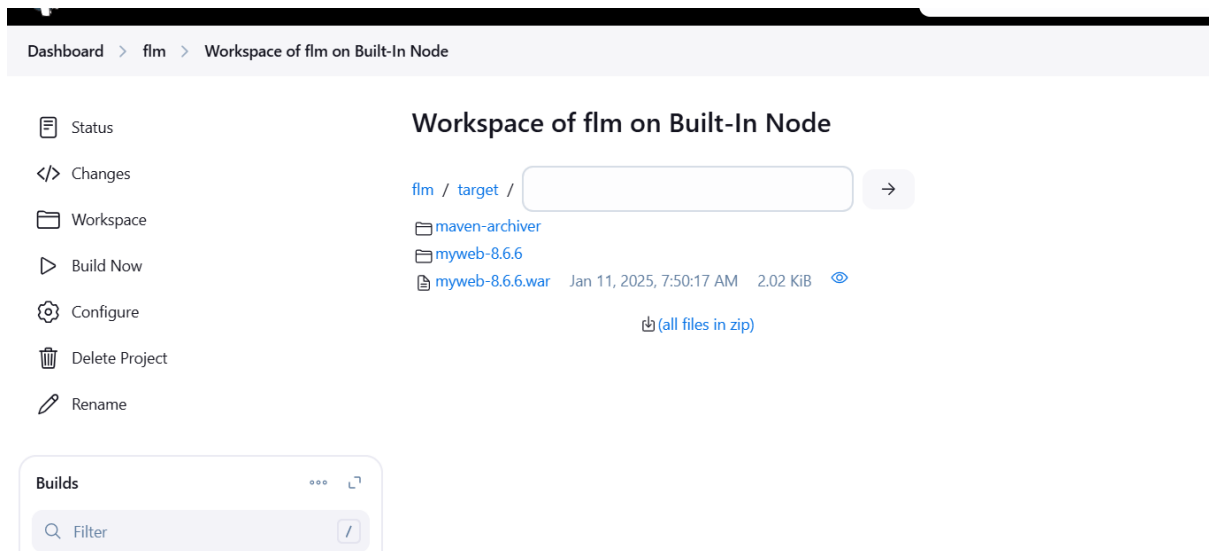 Dashboard > flm > Workspace of flm on Built-In Node
Status
Changes
Workspace
Build Now
Configure
Delete Project
Rename
Builds
Filter /
Workspace of flm on Built-In Node
flm / target /
maven-archiver
myweb-8.6.6
myweb-8.6.6.war Jan 11, 2025, 7:50:17 AM 2.02 KiB
(all files in zip)